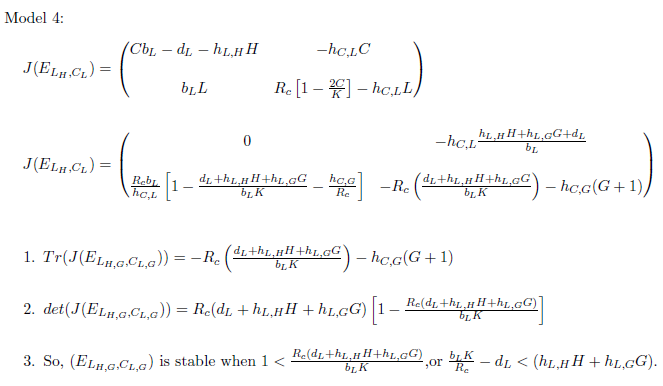 Model 4:
J(E_{L_H,C_L}) = \begin{pmatrix} Cb_L - d_L - h_{L,H}H & -h_{C,L}C \\ b_L L & R_c\left[1 - \frac{2C}{K}\right] - h_{C,L}L \end{pmatrix}
J(E_{L_H,C_L}) = \begin{pmatrix} 0 & -h_{C,L}\frac{h_{L,H}H+h_{L,G}G+d_L}{b_L} \\ \frac{R_c b_L}{h_{C,L}}\left[1 - \frac{d_L+h_{L,H}H+h_{L,G}G}{b_L K} - \frac{h_{C,G}}{R_c}\right] & -R_c\left(\frac{d_L+h_{L,H}H+h_{L,G}G}{b_L K}\right) - h_{C,G}(G+1) \end{pmatrix}
1. Tr(J(E_{L_{H,G},C_{L,G}})) = -R_c\left(\frac{d_L+h_{L,H}H+h_{L,G}G}{b_L K}\right) - h_{C,G}(G+1)
2. det(J(E_{L_{H,G},C_{L,G}})) = R_c(d_L + h_{L,H}H + h_{L,G}G)\left[1 - \frac{R_c(d_L+h_{L,H}H+h_{L,G}G)}{b_L K}\right]
3. So, (E_{L_{H,G},C_{L,G}}) is stable when 1 < \frac{R_c(d_L+h_{L,H}H+h_{L,G}G)}{b_L K},or \frac{b_L K}{R_c} - d_L < (h_{L,H}H + h_{L,G}G).